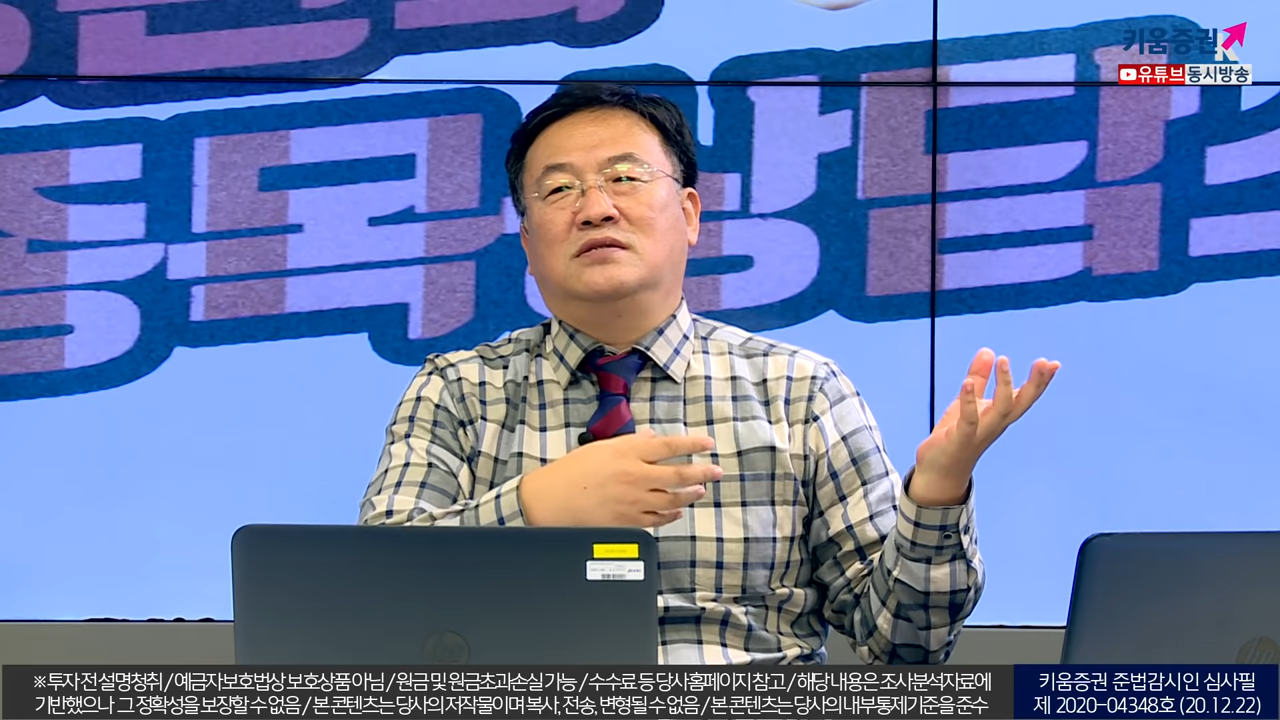 종목상담소
키움증권
유튜브동시방송
※ 투자 전 설명청취 / 예금자보호법상 보호상품 아님 / 원금 및 원금초과손실 가능 / 수수료 등 당사홈페이지 참고 / 해당 내용은 조사분석자료에
기반했으나 그 정확성을 보장할 수 없음 / 본 콘텐츠는 당사의 저작물이며 복사, 전송, 변형될 수 없음 / 본 콘텐츠는 당사의 내부통제기준을 준수
키움증권 준법감시인 심사필
제 2020-04348호 (20.12.22)